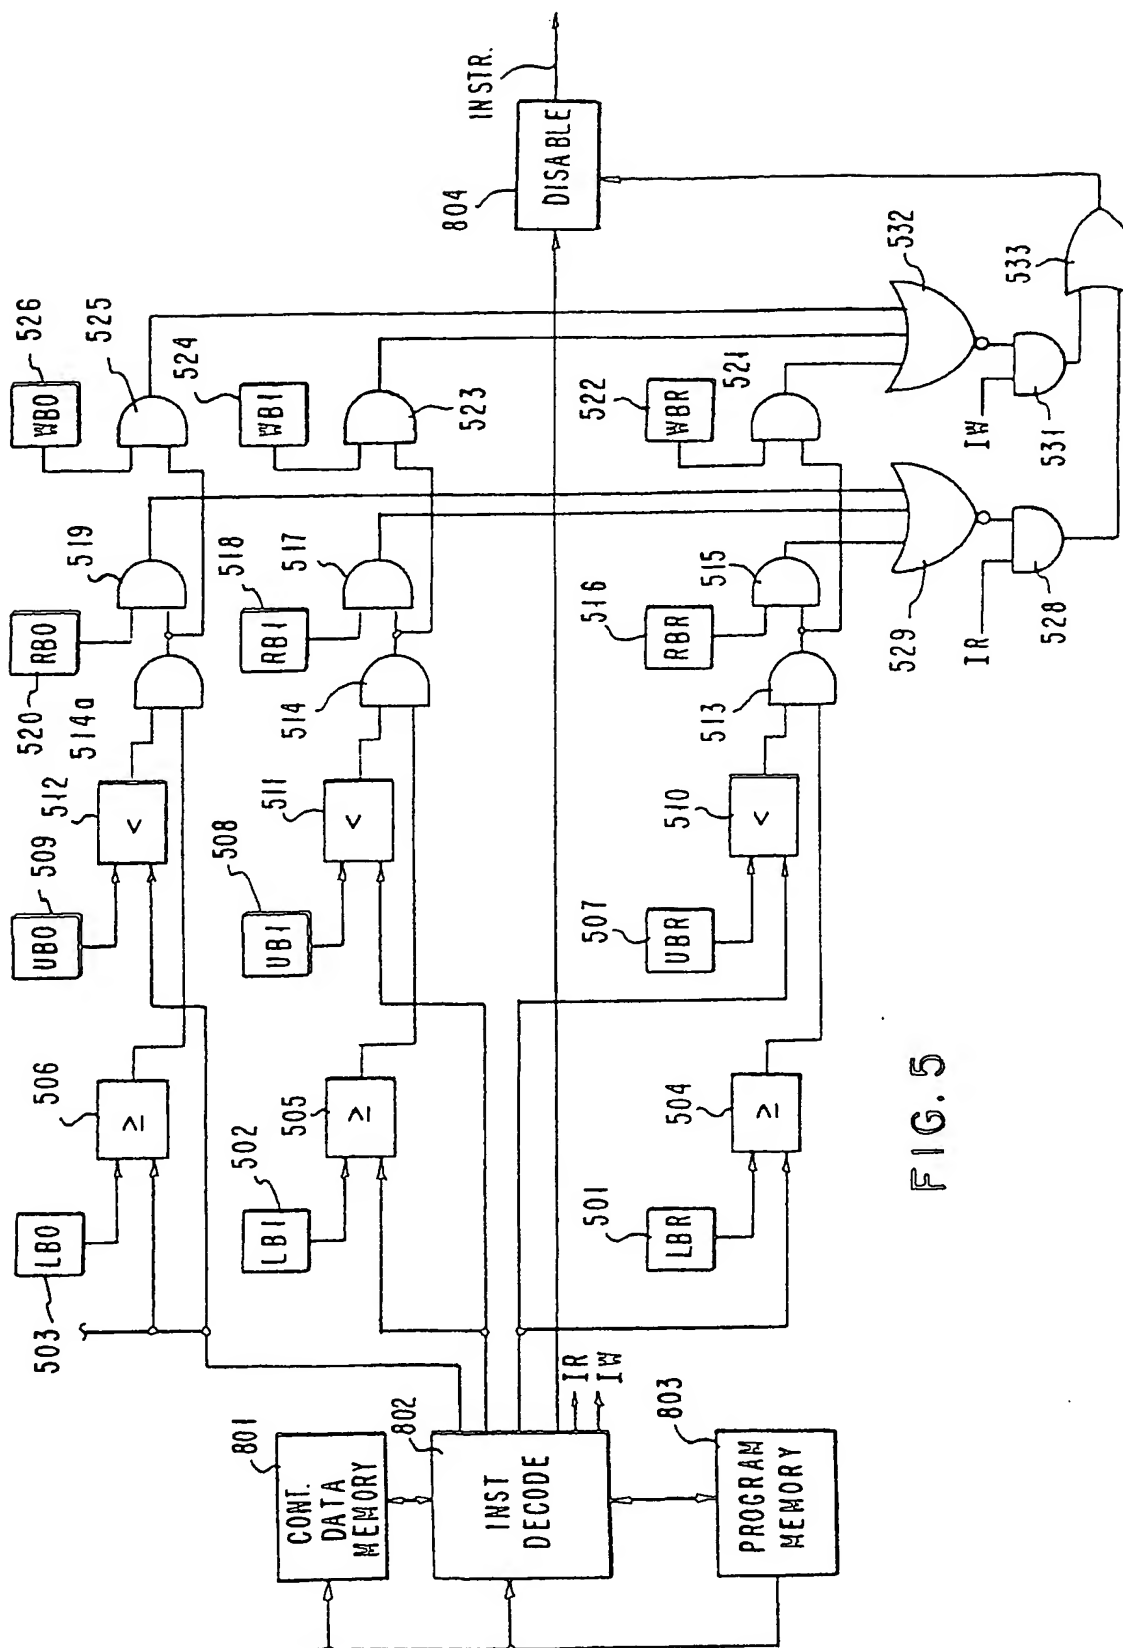 503
LBO
506
≥
UBO
509
512
<
514a
520
RBO
519
WBO
526
525
801
CONT.
DATA
MEMORY
LBI
502
505
≥
UBI
508
511
<
514
RBI
518
517
WBI
524
523
802
INST
DECODE
IR
IW
804
DISABLE
INSTR.
803
PROGRAM
MEMORY
501
LBR
504
≥
507
UBR
510
<
513
516
RBR
515
522
WBR
521
529
532
IR
528
IW
531
533
FIG. 5